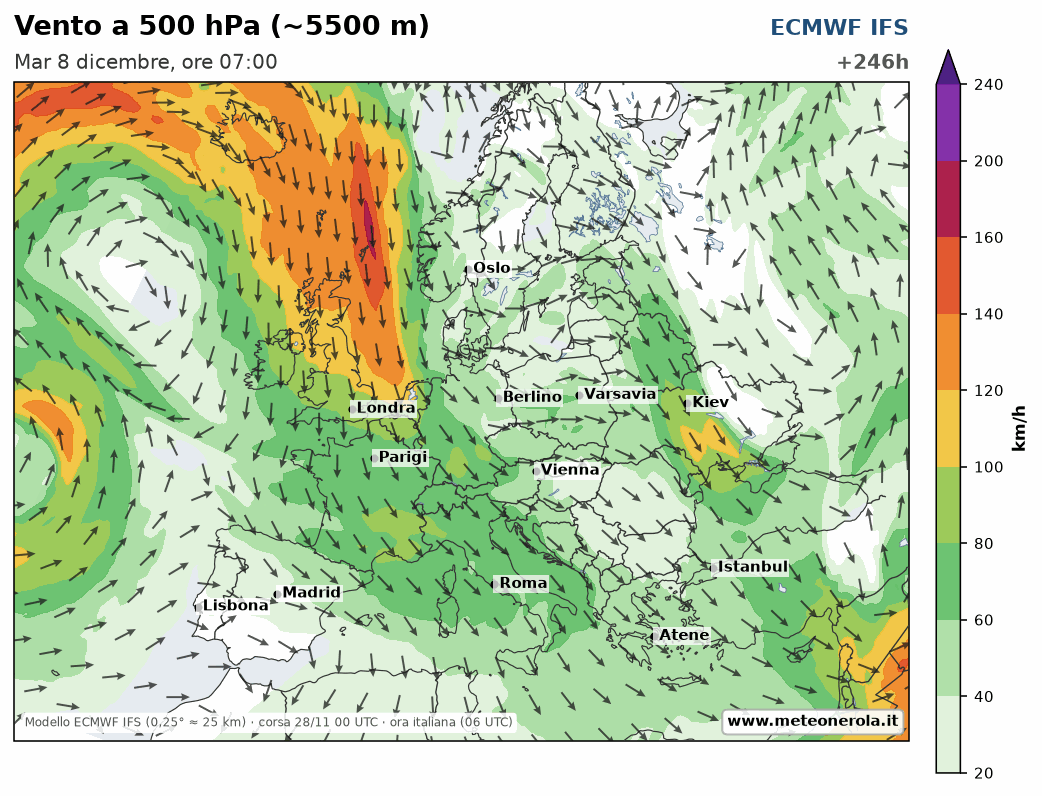 Vento a 500 hPa (~5500 m)
ECMWF IFS
Mar 8 dicembre, ore 07:00
+246h
240
200
160
140
120
100
80
60
40
20
km/h
Oslo
Berlino
Varsavia
Kiev
Londra
Parigi
Vienna
Istanbul
Roma
Madrid
Lisbona
Atene
Modello ECMWF IFS (0,25° ≈ 25 km) · corsa 28/11 00 UTC · ora italiana (06 UTC)
www.meteonerola.it